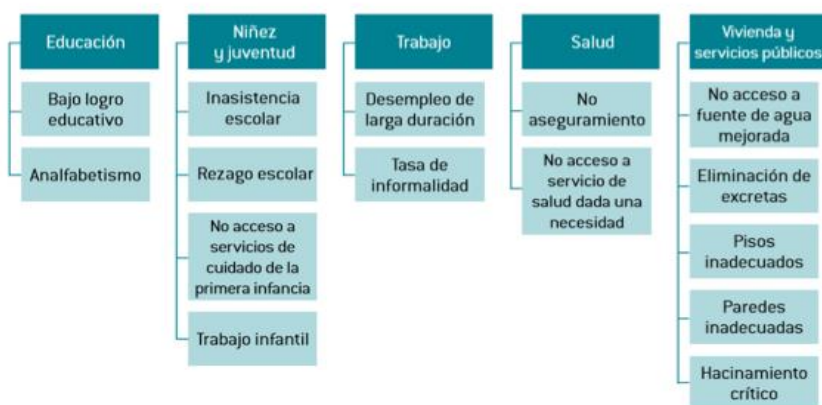 Educación
Bajo logro
educativo
Analfabetismo
Niñez
y juventud
Inasistencia
escolar
Rezago escolar
No acceso a
servicios de
cuidado de la
primera infancia
Trabajo infantil
Trabajo
Desempleo de
larga duración
Tasa de
informalidad
Salud
No
aseguramiento
No acceso a
servicio de
salud dada una
necesidad
Vivienda y
servicios públicos
No acceso a
fuente de agua
mejorada
Eliminación de
excretas
Pisos
inadecuados
Paredes
inadecuadas
Hacinamiento
crítico